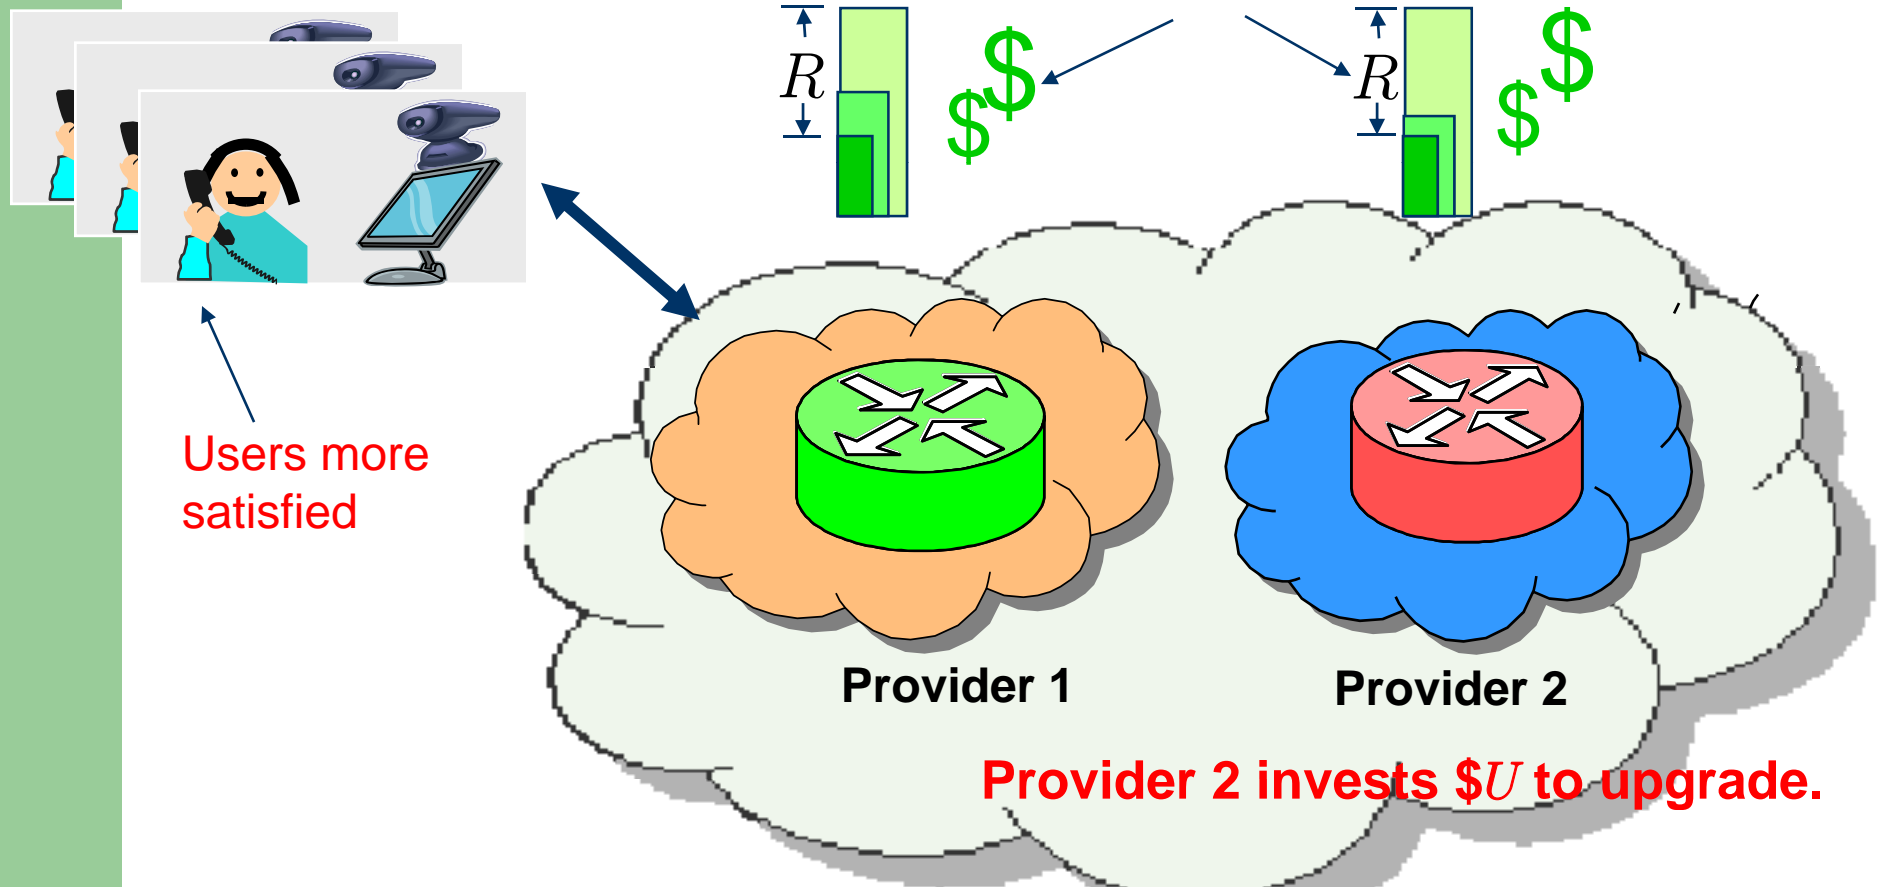 R
$
$
R
$
$
Users more
satisfied
Provider 1
Provider 2
Provider 2 invests $U to upgrade.